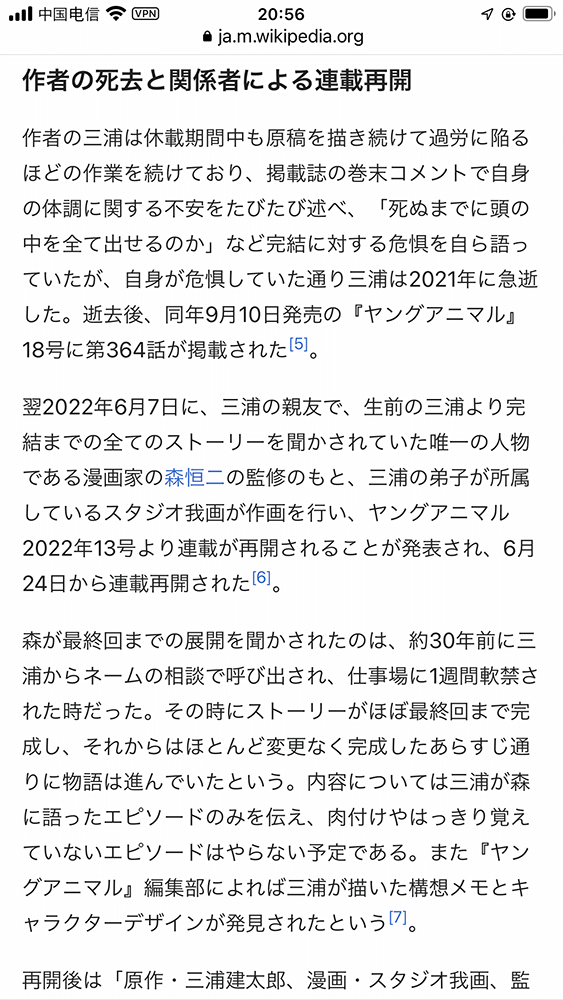 中国电信 VPN 20:56
ja.m.wikipedia.org
作者の死去と関係者による連載再開
作者の三浦は休載期間中も原稿を描き続けて過労に陥る
ほどの作業を続けており、掲載誌の巻末コメントで自身
の体調に関する不安をたびたび述べ、「死ぬまでに頭の
中を全て出せるのか」など完結に対する危惧を自ら語っ
ていたが、自身が危惧していた通り三浦は2021年に急逝
した。逝去後、同年9月10日発売の『ヤングアニマル』
18号に第364話が掲載された[5]。
翌2022年6月7日に、三浦の親友で、生前の三浦より完
結までの全てのストーリーを聞かされていた唯一の人物
である漫画家の森恒二の監修のもと、三浦の弟子が所属
しているスタジオ我画が作画を行い、ヤングアニマル
2022年13号より連載が再開されることが発表され、6月
24日から連載再開された[6]。
森が最終回までの展開を聞かされたのは、約30年前に三
浦からネームの相談で呼び出され、仕事場に1週間軟禁さ
れた時だった。その時にストーリーがほぼ最終回まで完
成し、それからはほとんど変更なく完成したあらすじ通
りに物語は進んでいたという。内容については三浦が森
に語ったエピソードのみを伝え、肉付けやはっきり覚え
ていないエピソードはやらない予定である。また『ヤン
グアニマル』編集部によれば三浦が描いた構想メモとキ
ャラクターデザインが発見されたという[7]。
再開後は「原作・三浦建太郎、漫画・スタジオ我画、監